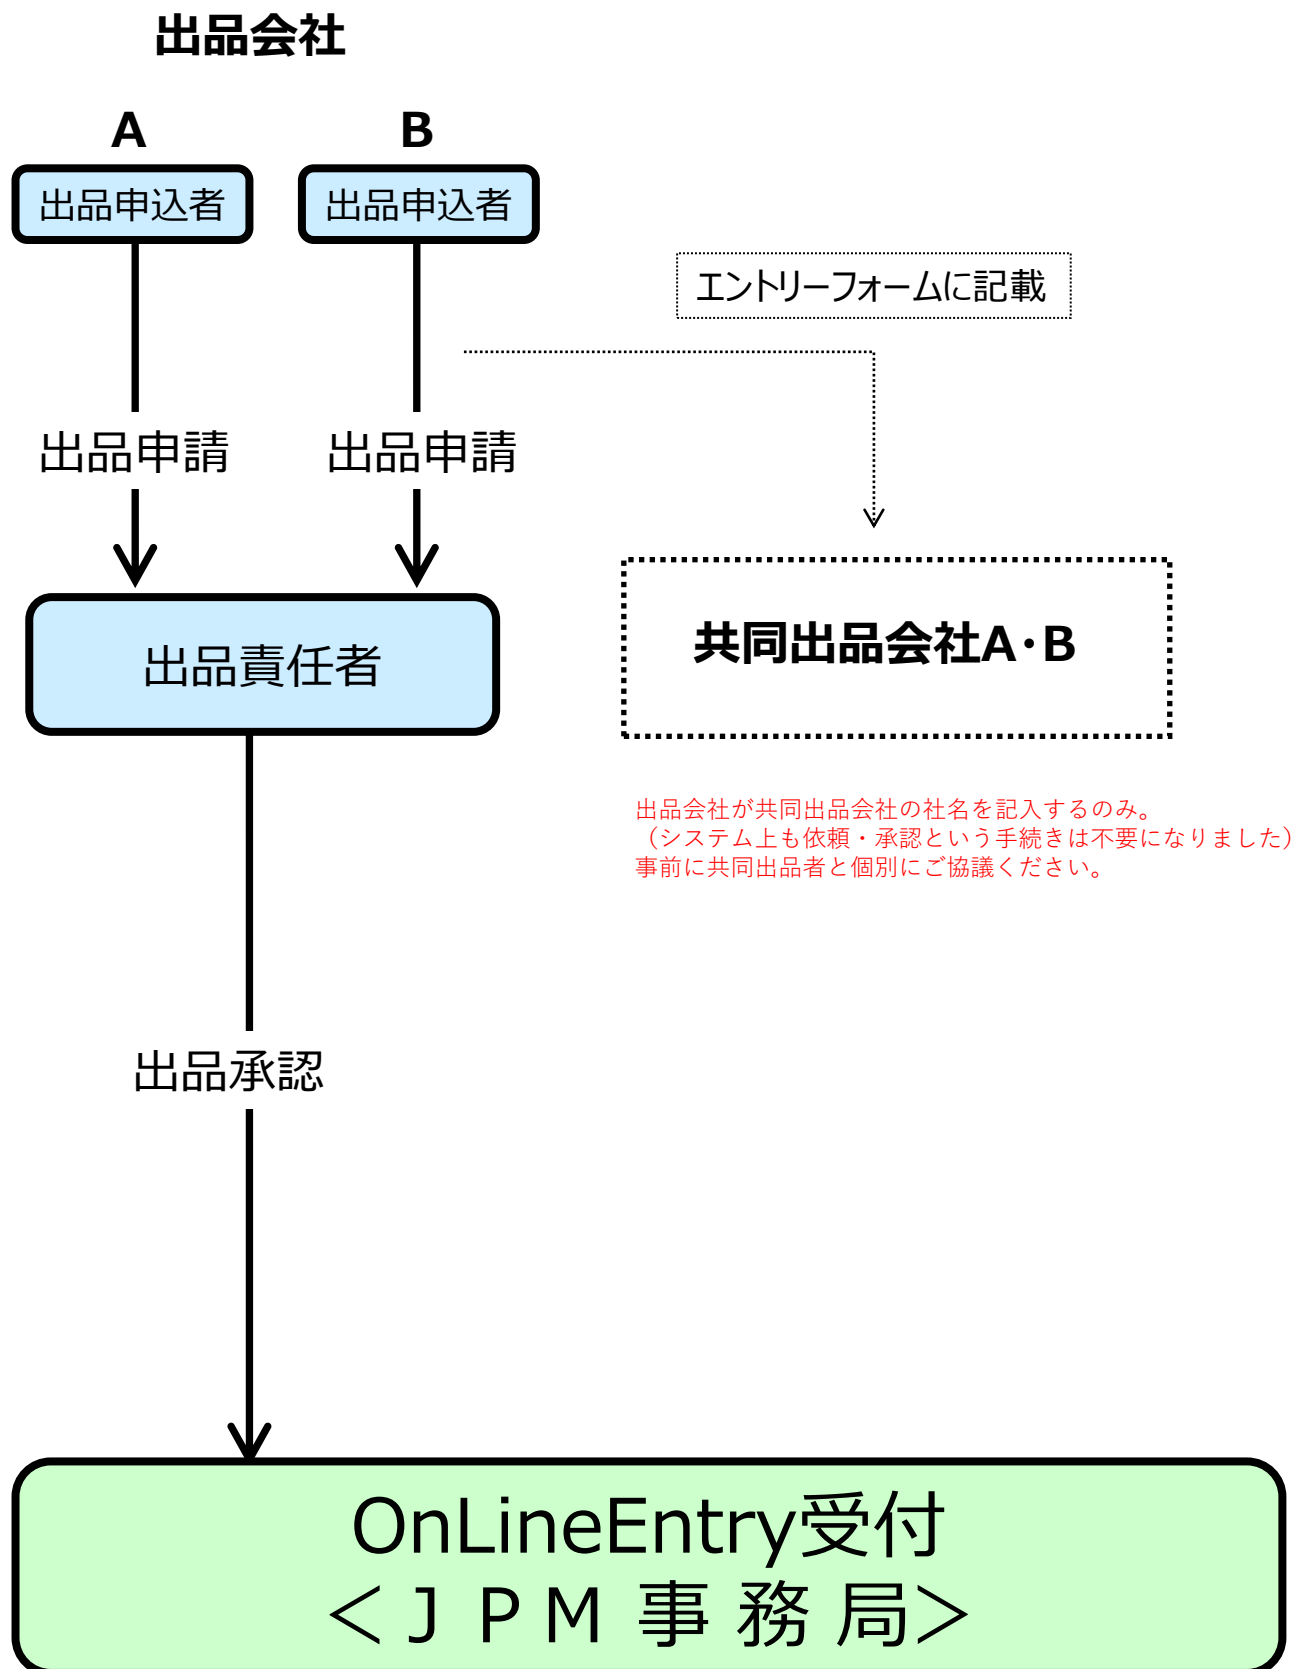 出品会社
A
B
出品申込者
出品申込者
エントリーフォームに記載
出品申請
出品申請
出品責任者
共同出品会社A・B
出品会社が共同出品会社の社名を記入するのみ。
（システム上も依頼・承認という手続きは不要になりました）
事前に共同出品者と個別にご協議ください。
出品承認
OnLineEntry受付
＜ＪＰＭ事務局＞